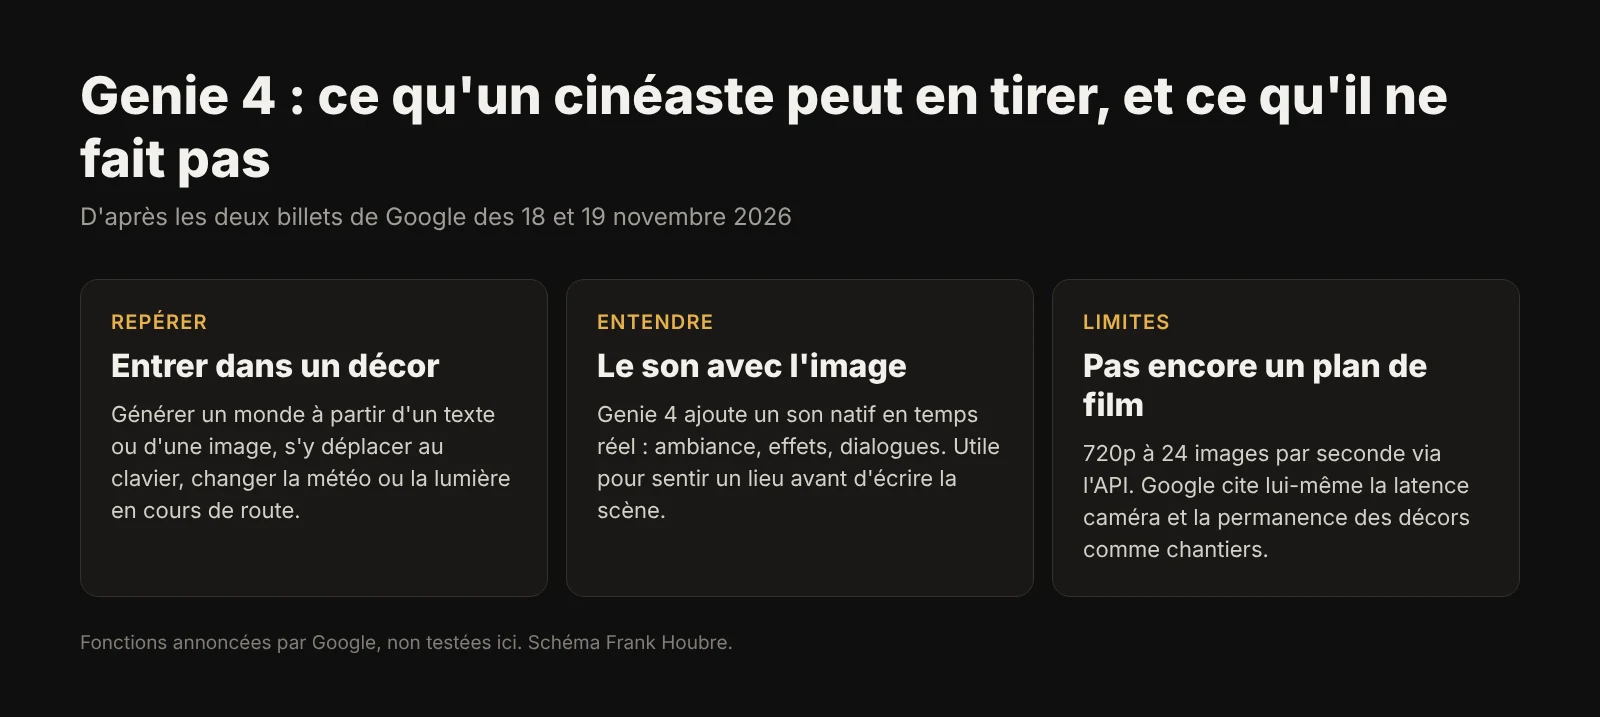 Genie 4 : ce qu'un cinéaste peut en tirer, et ce qu'il ne
fait pas
D'après les deux billets de Google des 18 et 19 novembre 2026
REPÉRER
Entrer dans un décor
Générer un monde à partir d'un texte
ou d'une image, s'y déplacer au
clavier, changer la météo ou la lumière
en cours de route.
ENTENDRE
Le son avec l'image
Genie 4 ajoute un son natif en temps
réel : ambiance, effets, dialogues. Utile
pour sentir un lieu avant d'écrire la
scène.
LIMITES
Pas encore un plan de
film
720p à 24 images par seconde via
l'API. Google cite lui-même la latence
caméra et la permanence des décors
comme chantiers.
Fonctions annoncées par Google, non testées ici. Schéma Frank Houbre.